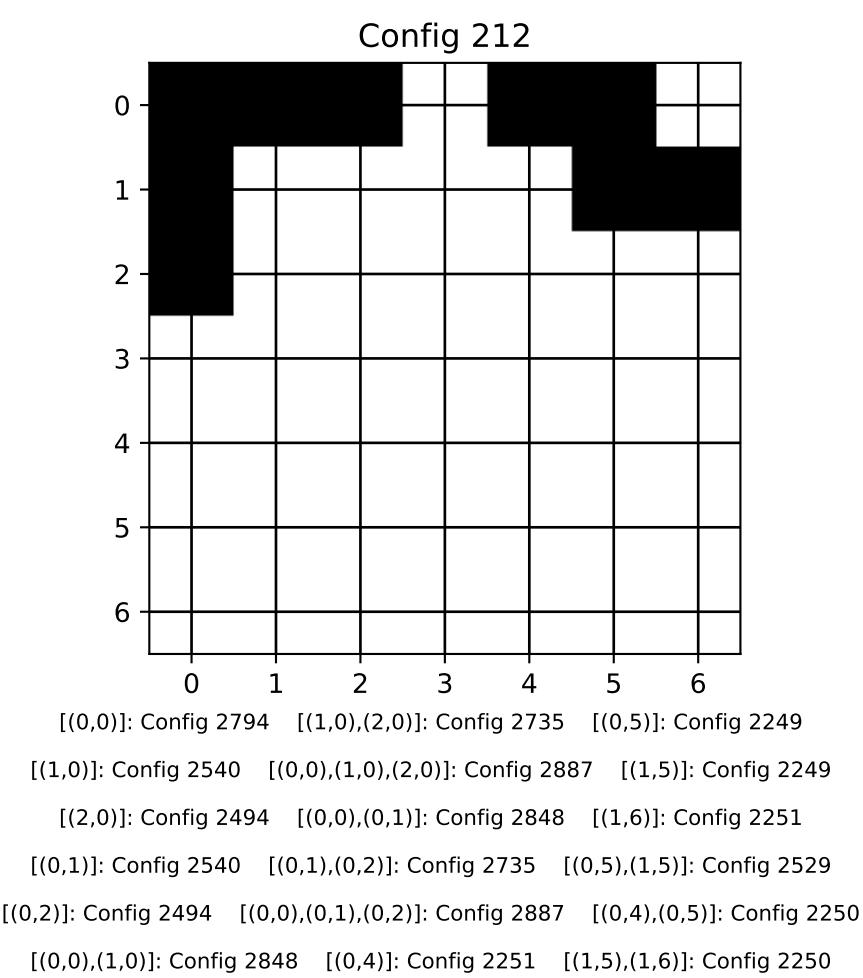 Config 212
0
1
2
3
4
5
6
0 1 2 3 4 5 6
[(0,0)]: Config 2794 [(1,0),(2,0)]: Config 2735 [(0,5)]: Config 2249
[(1,0)]: Config 2540 [(0,0),(1,0),(2,0)]: Config 2887 [(1,5)]: Config 2249
[(2,0)]: Config 2494 [(0,0),(0,1)]: Config 2848 [(1,6)]: Config 2251
[(0,1)]: Config 2540 [(0,1),(0,2)]: Config 2735 [(0,5),(1,5)]: Config 2529
[(0,2)]: Config 2494 [(0,0),(0,1),(0,2)]: Config 2887 [(0,4),(0,5)]: Config 2250
[(0,0),(1,0)]: Config 2848 [(0,4)]: Config 2251 [(1,5),(1,6)]: Config 2250